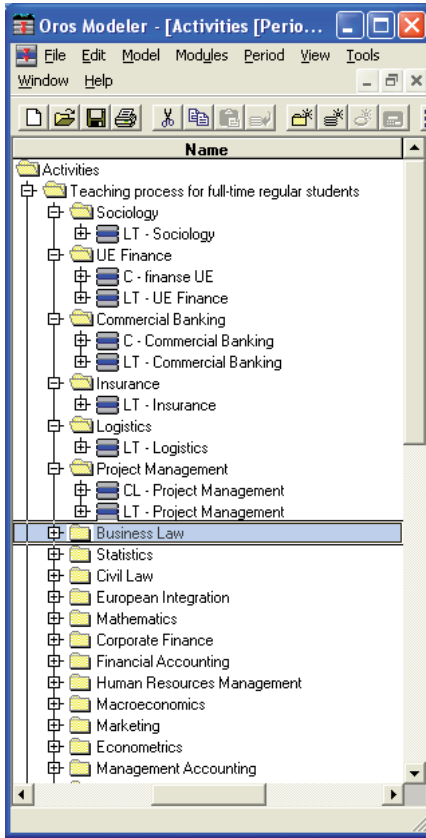 Oros Modeler - [Activities [Perio...
File Edit Model Modules Period View Tools
Window Help
Name
Activities
Teaching process for full-time regular students
Sociology
LT - Sociology
UE Finance
C - finanse UE
LT - UE Finance
Commercial Banking
C - Commercial Banking
LT - Commercial Banking
Insurance
LT - Insurance
Logistics
LT - Logistics
Project Management
CL - Project Management
LT - Project Management
Business Law
Statistics
Civil Law
European Integration
Mathematics
Corporate Finance
Financial Accounting
Human Resources Management
Macroeconomics
Marketing
Econometrics
Management Accounting